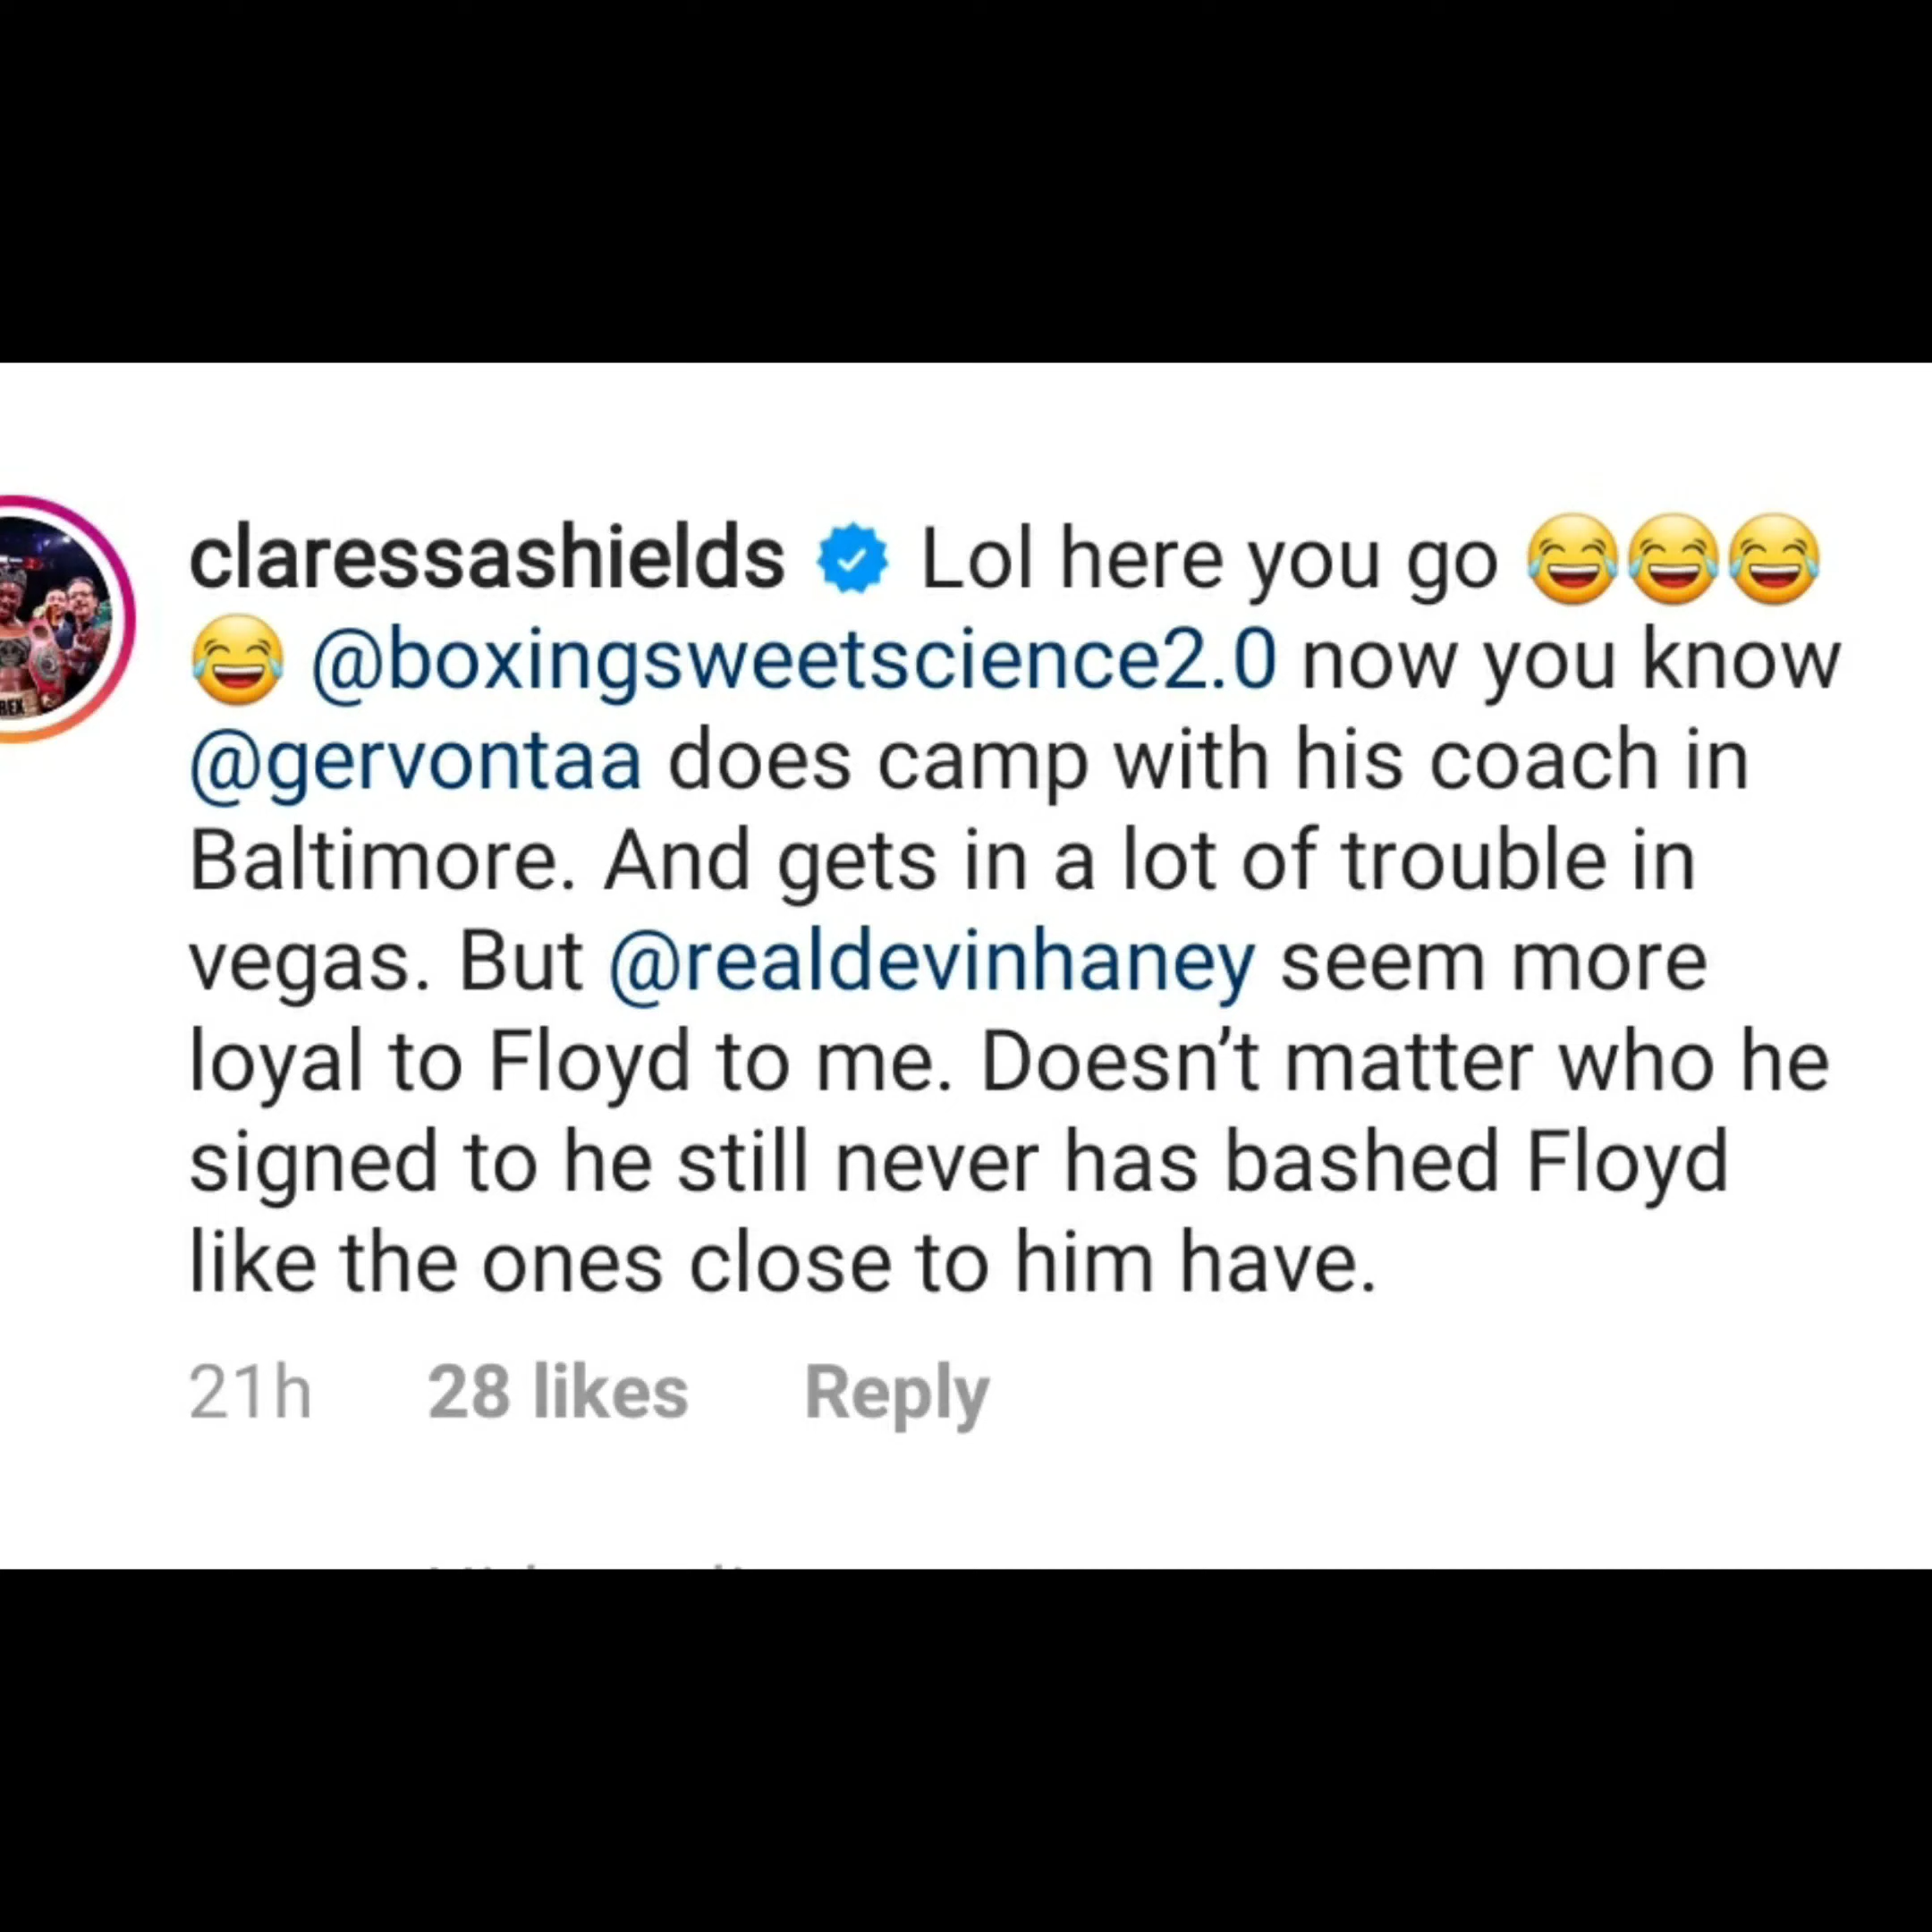 claressashields Lol here you go 😂😂😂
😂 @boxingsweetscience2.0 now you know
@gervontaa does camp with his coach in
Baltimore. And gets in a lot of trouble in
vegas. But @realdevinhaney seem more
loyal to Floyd to me. Doesn’t matter who he
signed to he still never has bashed Floyd
like the ones close to him have.
21h 28 likes Reply